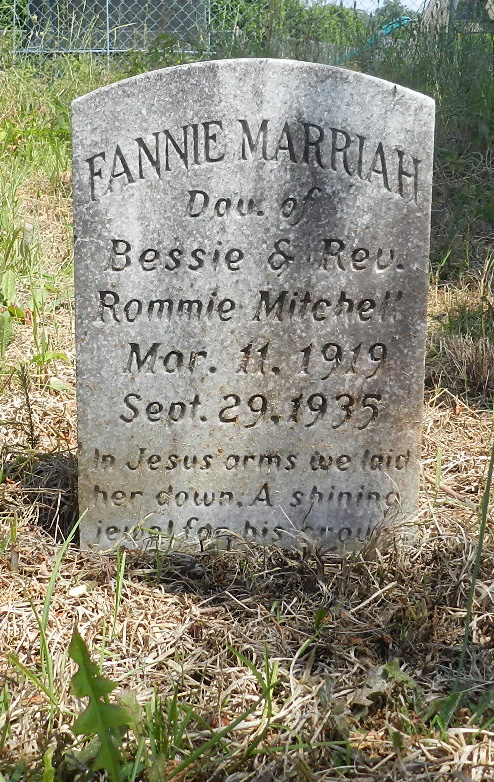 FANNIE MARRIAH
Dau. of
Bessie & Rev.
Rommie Mitchell
Mar. 11. 1919
Sept. 29. 1935
In Jesus arms we laid
her down, A shining
jewel for his crown